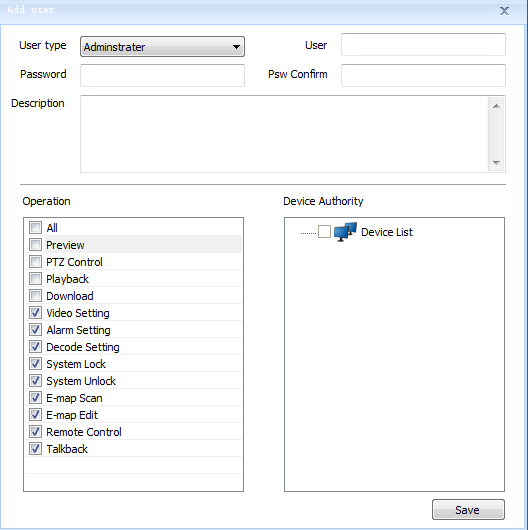 Add user
User type Adminstrater User
Password Psw Confirm
Description
Operation Device Authority
All Device List
Preview
PTZ Control
Playback
Download
Video Setting
Alarm Setting
Decode Setting
System Lock
System Unlock
E-map Scan
E-map Edit
Remote Control
Talkback
Save